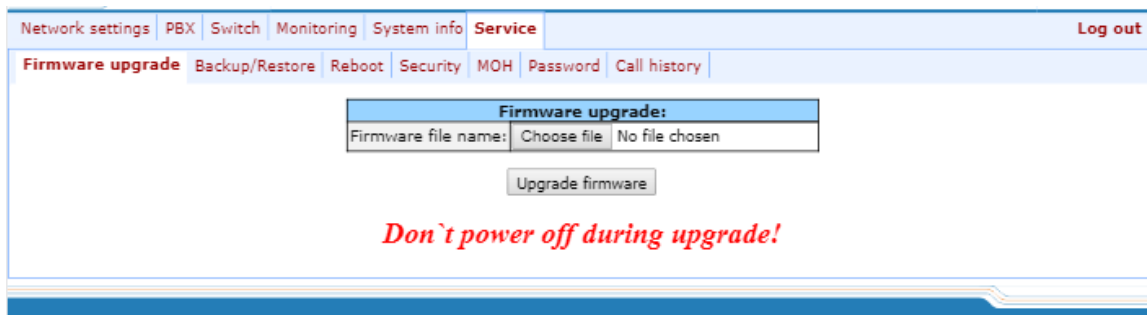 Network settings PBX Switch Monitoring System info Service Log out
Firmware upgrade Backup/Restore Reboot Security MOH Password Call history
Firmware upgrade:
Firmware file name: Choose file No file chosen
Upgrade firmware
Don`t power off during upgrade!